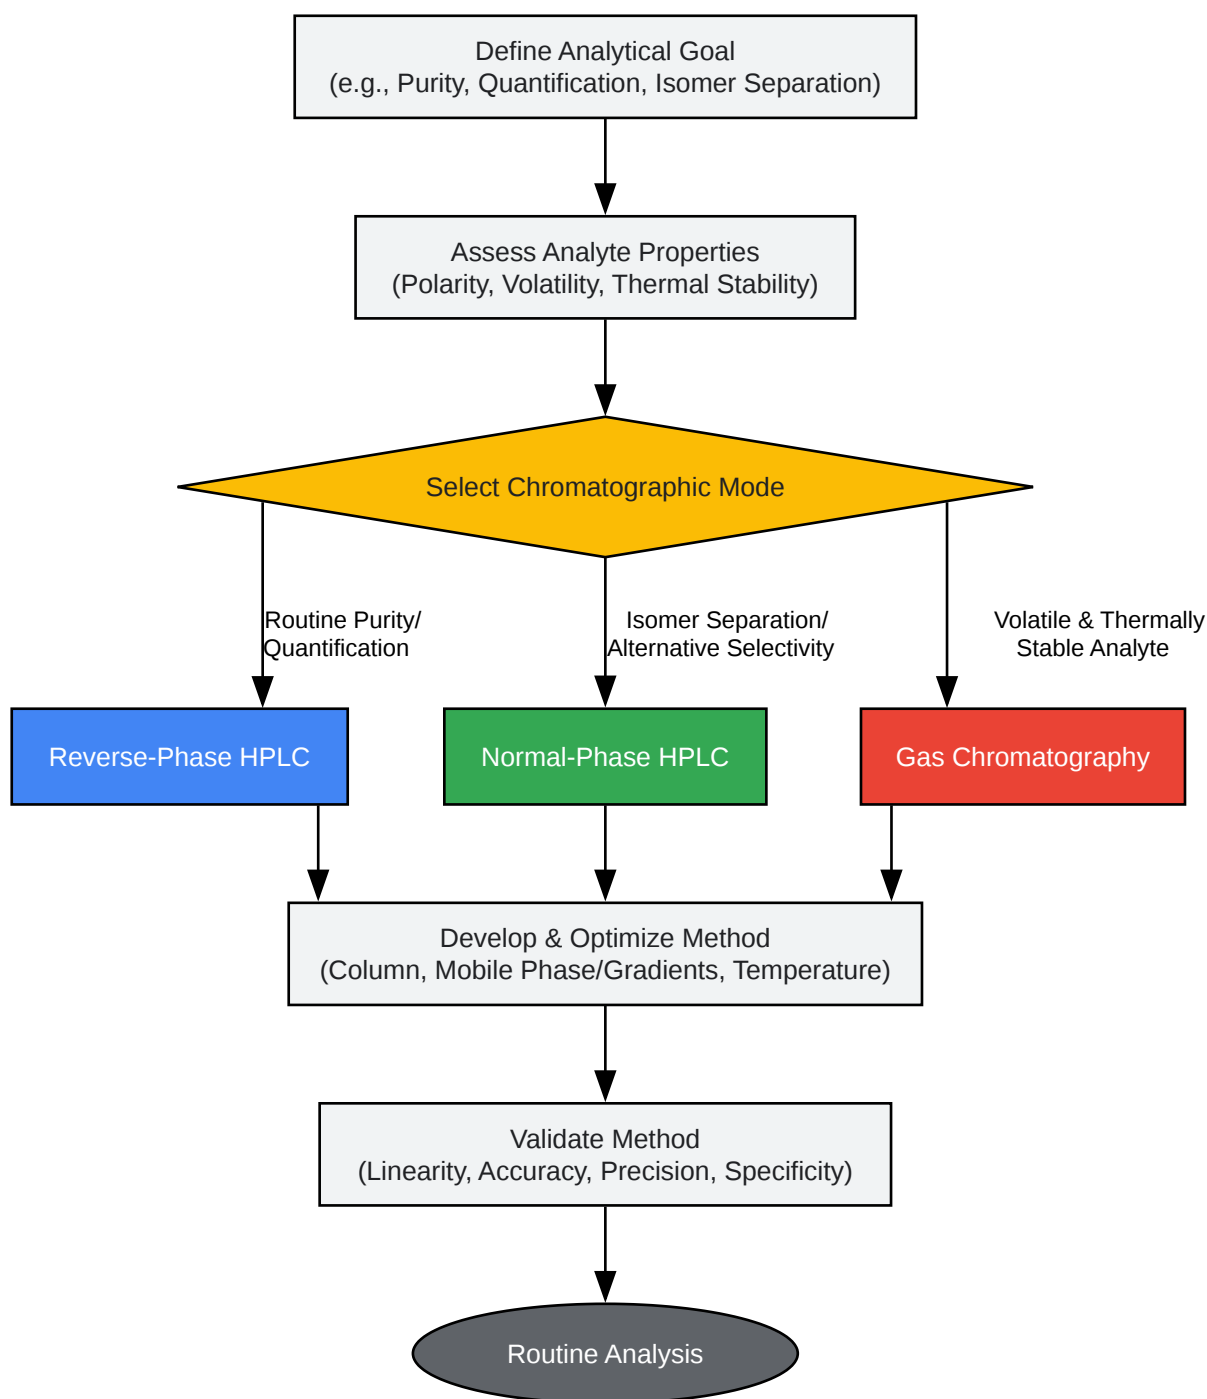 Define Analytical Goal
(e.g., Purity, Quantification, Isomer Separation)
Assess Analyte Properties
(Polarity, Volatility, Thermal Stability)
Select Chromatographic Mode
Routine Purity/
Quantification
Isomer Separation/
Alternative Selectivity
Volatile & Thermally
Stable Analyte
Reverse-Phase HPLC
Normal-Phase HPLC
Gas Chromatography
Develop & Optimize Method
(Column, Mobile Phase/Gradients, Temperature)
Validate Method
(Linearity, Accuracy, Precision, Specificity)
Routine Analysis